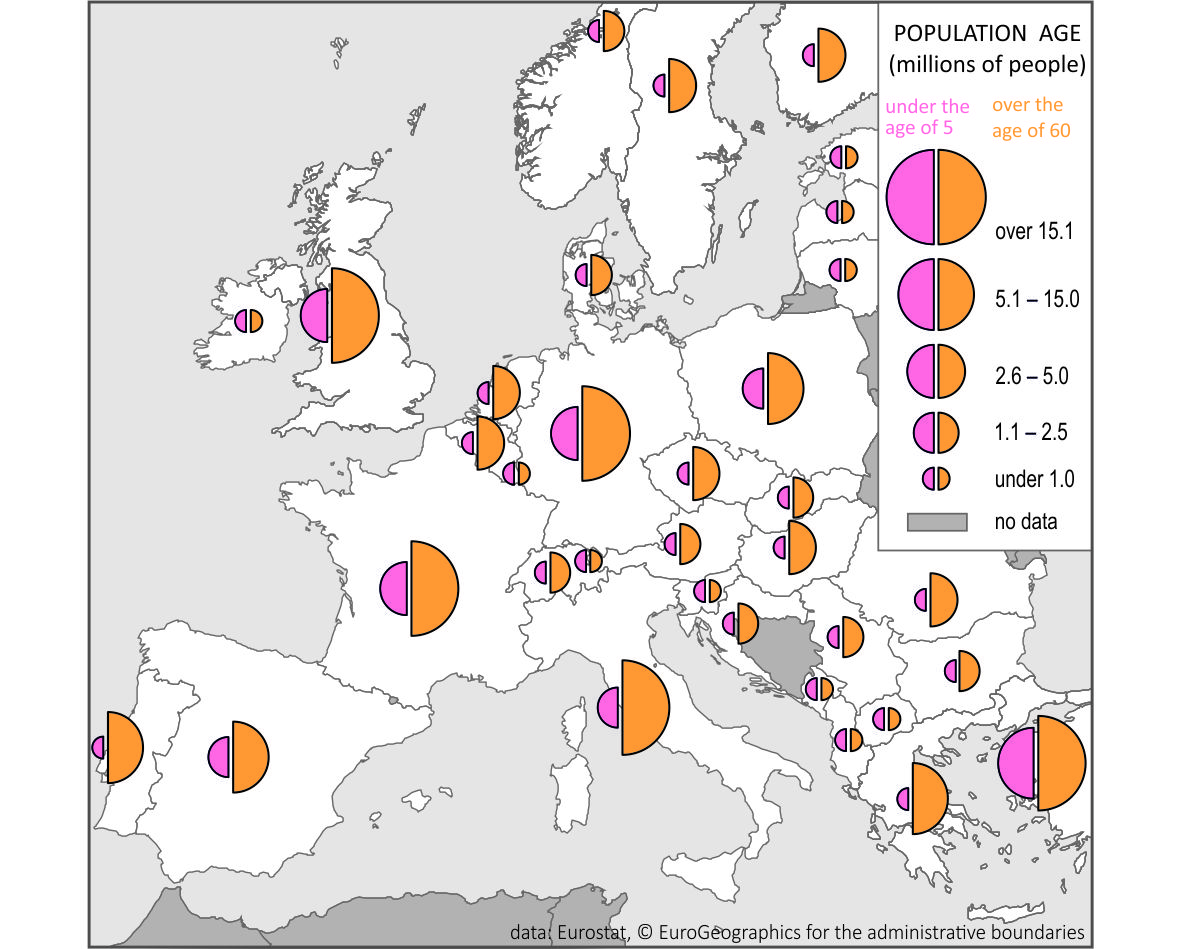 POPULATION AGE
(millions of people)
under the
age of 5
over the
age of 60
over 15.1
5.1 – 15.0
2.6 – 5.0
1.1 – 2.5
under 1.0
no data
data: Eurostat, © EuroGeographics for the administrative boundaries